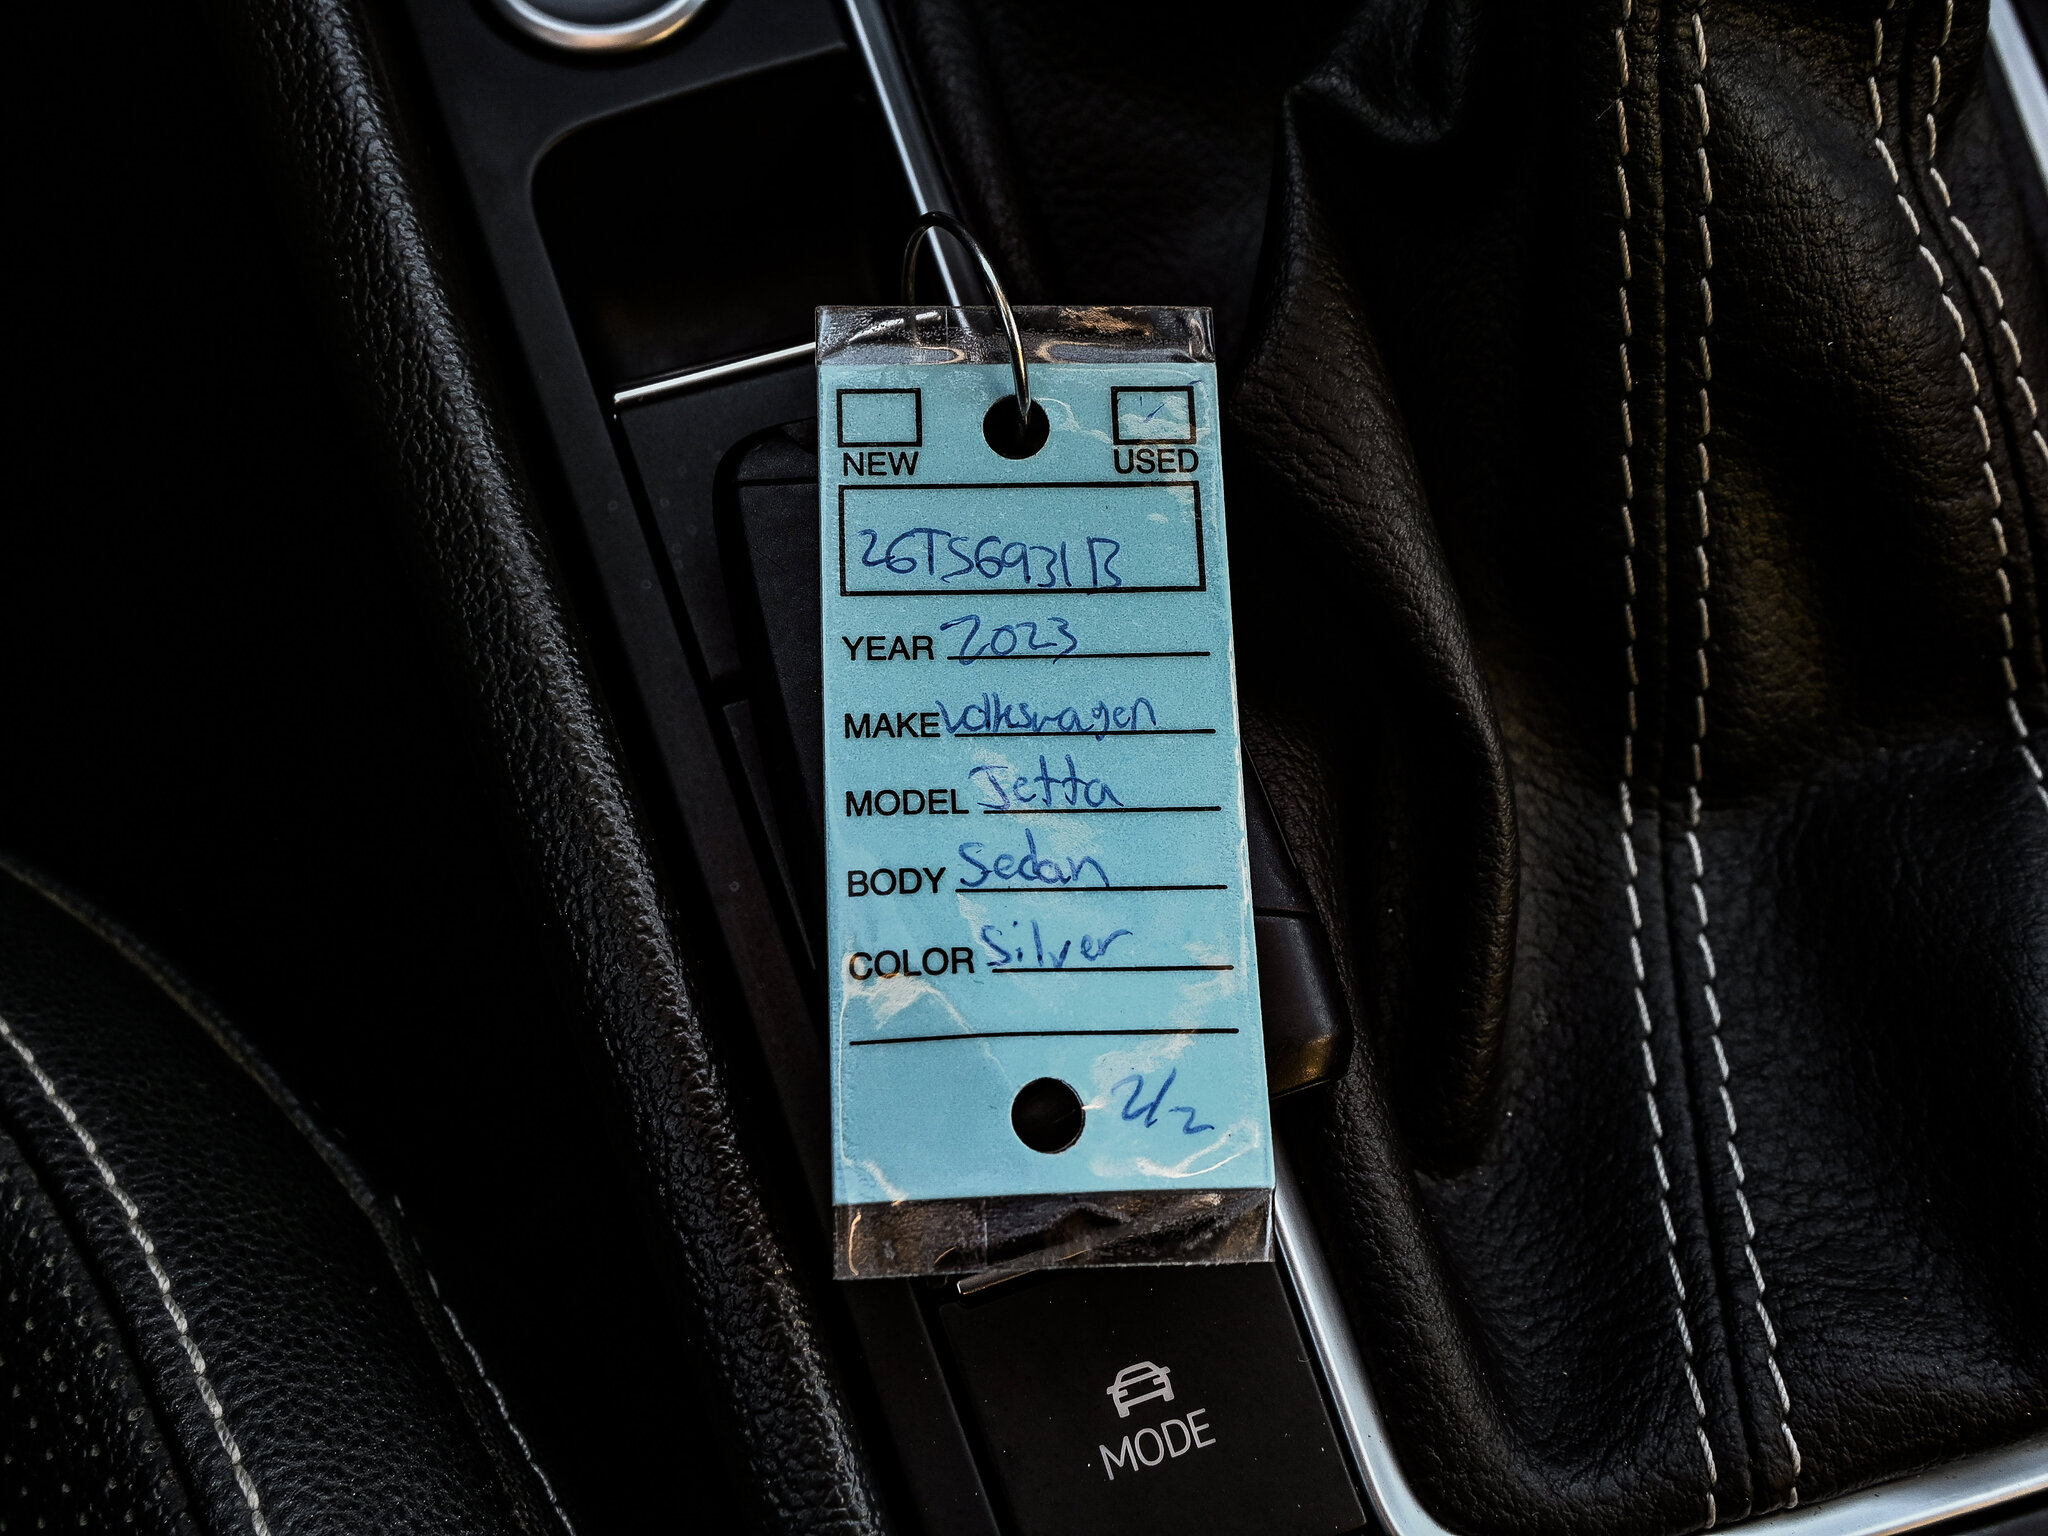 NEW USED
26TS6931B
YEAR 2023
MAKE Volkswagen
MODEL Jetta
BODY Sedan
COLOR Silver
2/2
MODE